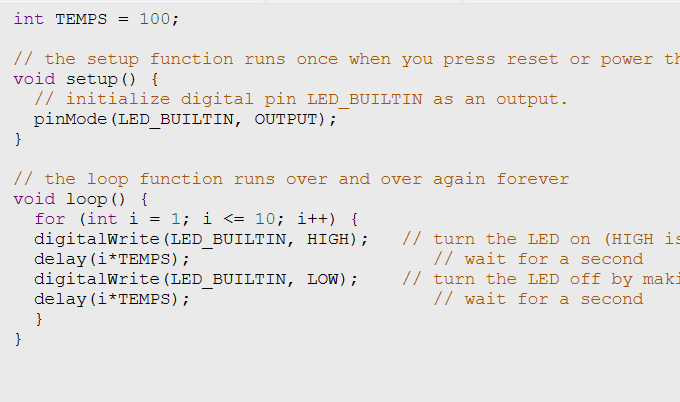 int TEMPS = 100;
// the setup function runs once when you press reset or power
void setup() {
// initialize digital pin LED_BUILTIN as an output.
pinMode(LED_BUILTIN, OUTPUT);
}
// the loop function runs over and over again forever
void loop() {
for (int i = 1; i <= 10; i++) {
digitalWrite(LED_BUILTIN, HIGH); // turn the LED on (HIGH is
delay(i*TEMPS); // wait for a second
digitalWrite(LED_BUILTIN, LOW); // turn the LED off by maki
delay(i*TEMPS); // wait for a second
}
}